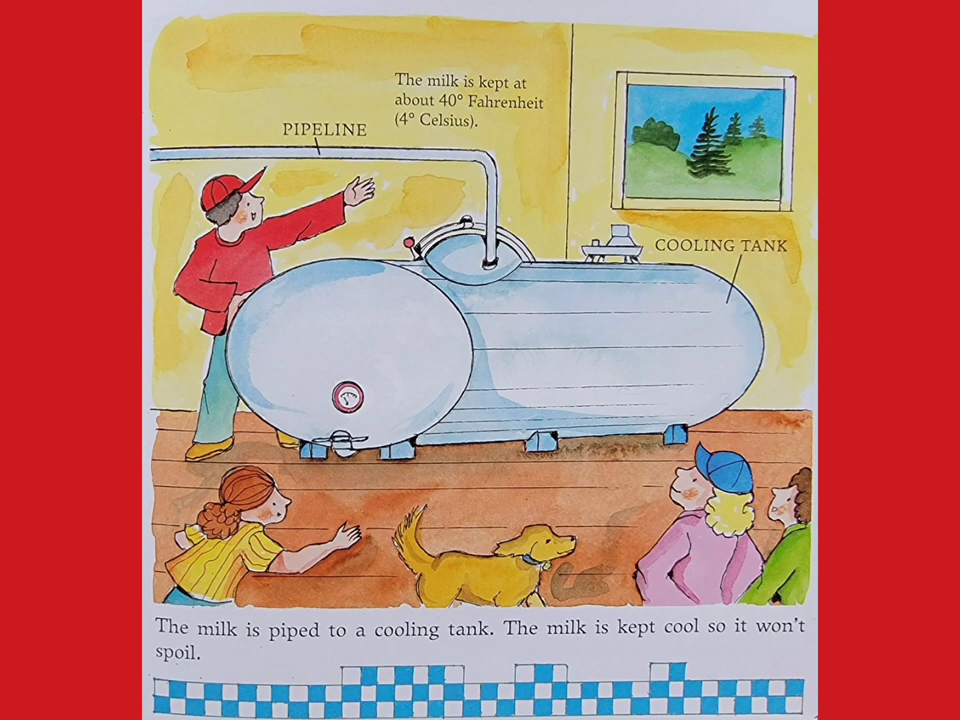 The milk is kept at
about 40° Fahrenheit
(4° Celsius).
PIPELINE
COOLING TANK
The milk is piped to a cooling tank. The milk is kept cool so it won't
spoil.